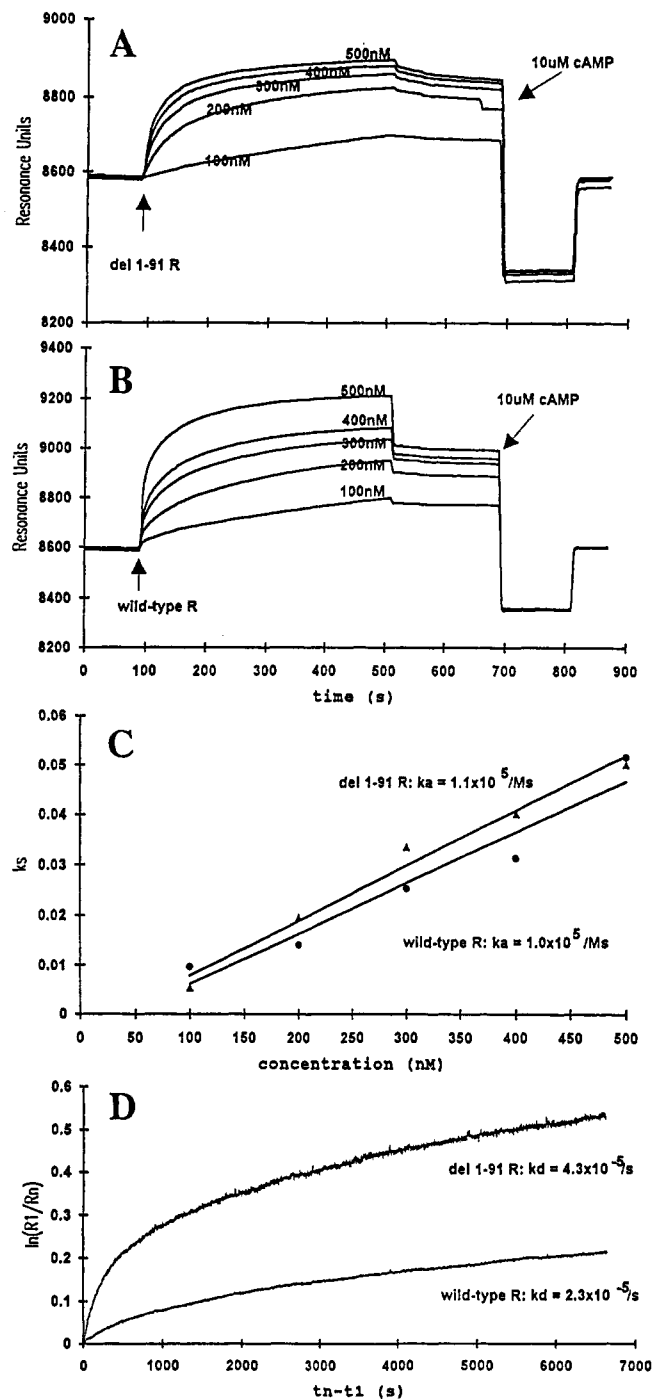 A
9000
8800
8600
8400
8200
Resonance Units
500nM
400nM
300nM
200nM
100nM
10uM cAMP
del 1-91 R
B
9400
9200
9000
8800
8600
8400
8200
Resonance Units
500nM
400nM
300nM
200nM
100nM
10uM cAMP
wild-type R
0 100 200 300 400 500 600 700 800 900
time (s)
C
0.06
0.05
0.04
0.03
0.02
0.01
0
ks
del 1-91 R: ka = 1.1x10 5/Ms
wild-type R: ka = 1.0x10 5/Ms
0 50 100 150 200 250 300 350 400 450 500
concentration (nM)
D
0.6
0.5
0.4
0.3
0.2
0.1
0
ln(R1/Rn)
del 1-91 R: kd = 4.3x10 -5/s
wild-type R: kd = 2.3x10 -5/s
0 1000 2000 3000 4000 5000 6000 7000
tn-t1 (s)